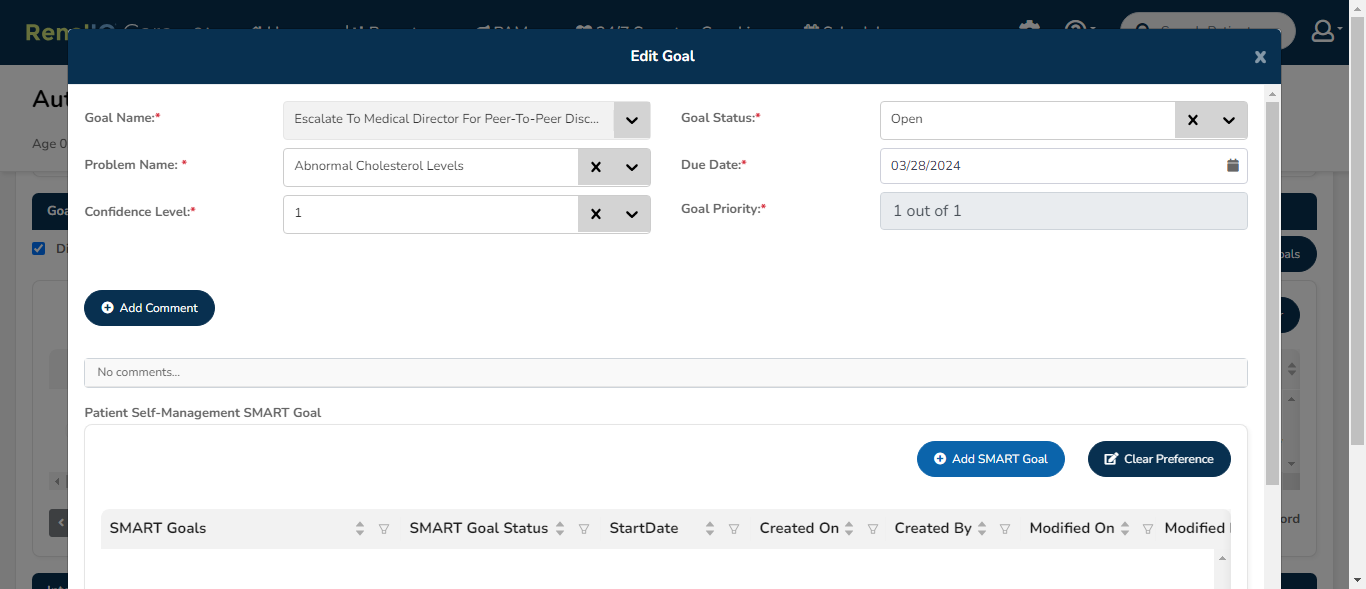 Edit Goal
x
Goal Name:*
Escalate To Medical Director For Peer-To-Peer Disc...
Goal Status:*
Open
Problem Name: *
Abnormal Cholesterol Levels
Due Date:*
03/28/2024
Confidence Level:*
1
Goal Priority:*
1 out of 1
Add Comment
No comments...
Patient Self-Management SMART Goal
Add SMART Goal
Clear Preference
SMART Goals SMART Goal Status StartDate Created On Created By Modified On Modified
Age 0